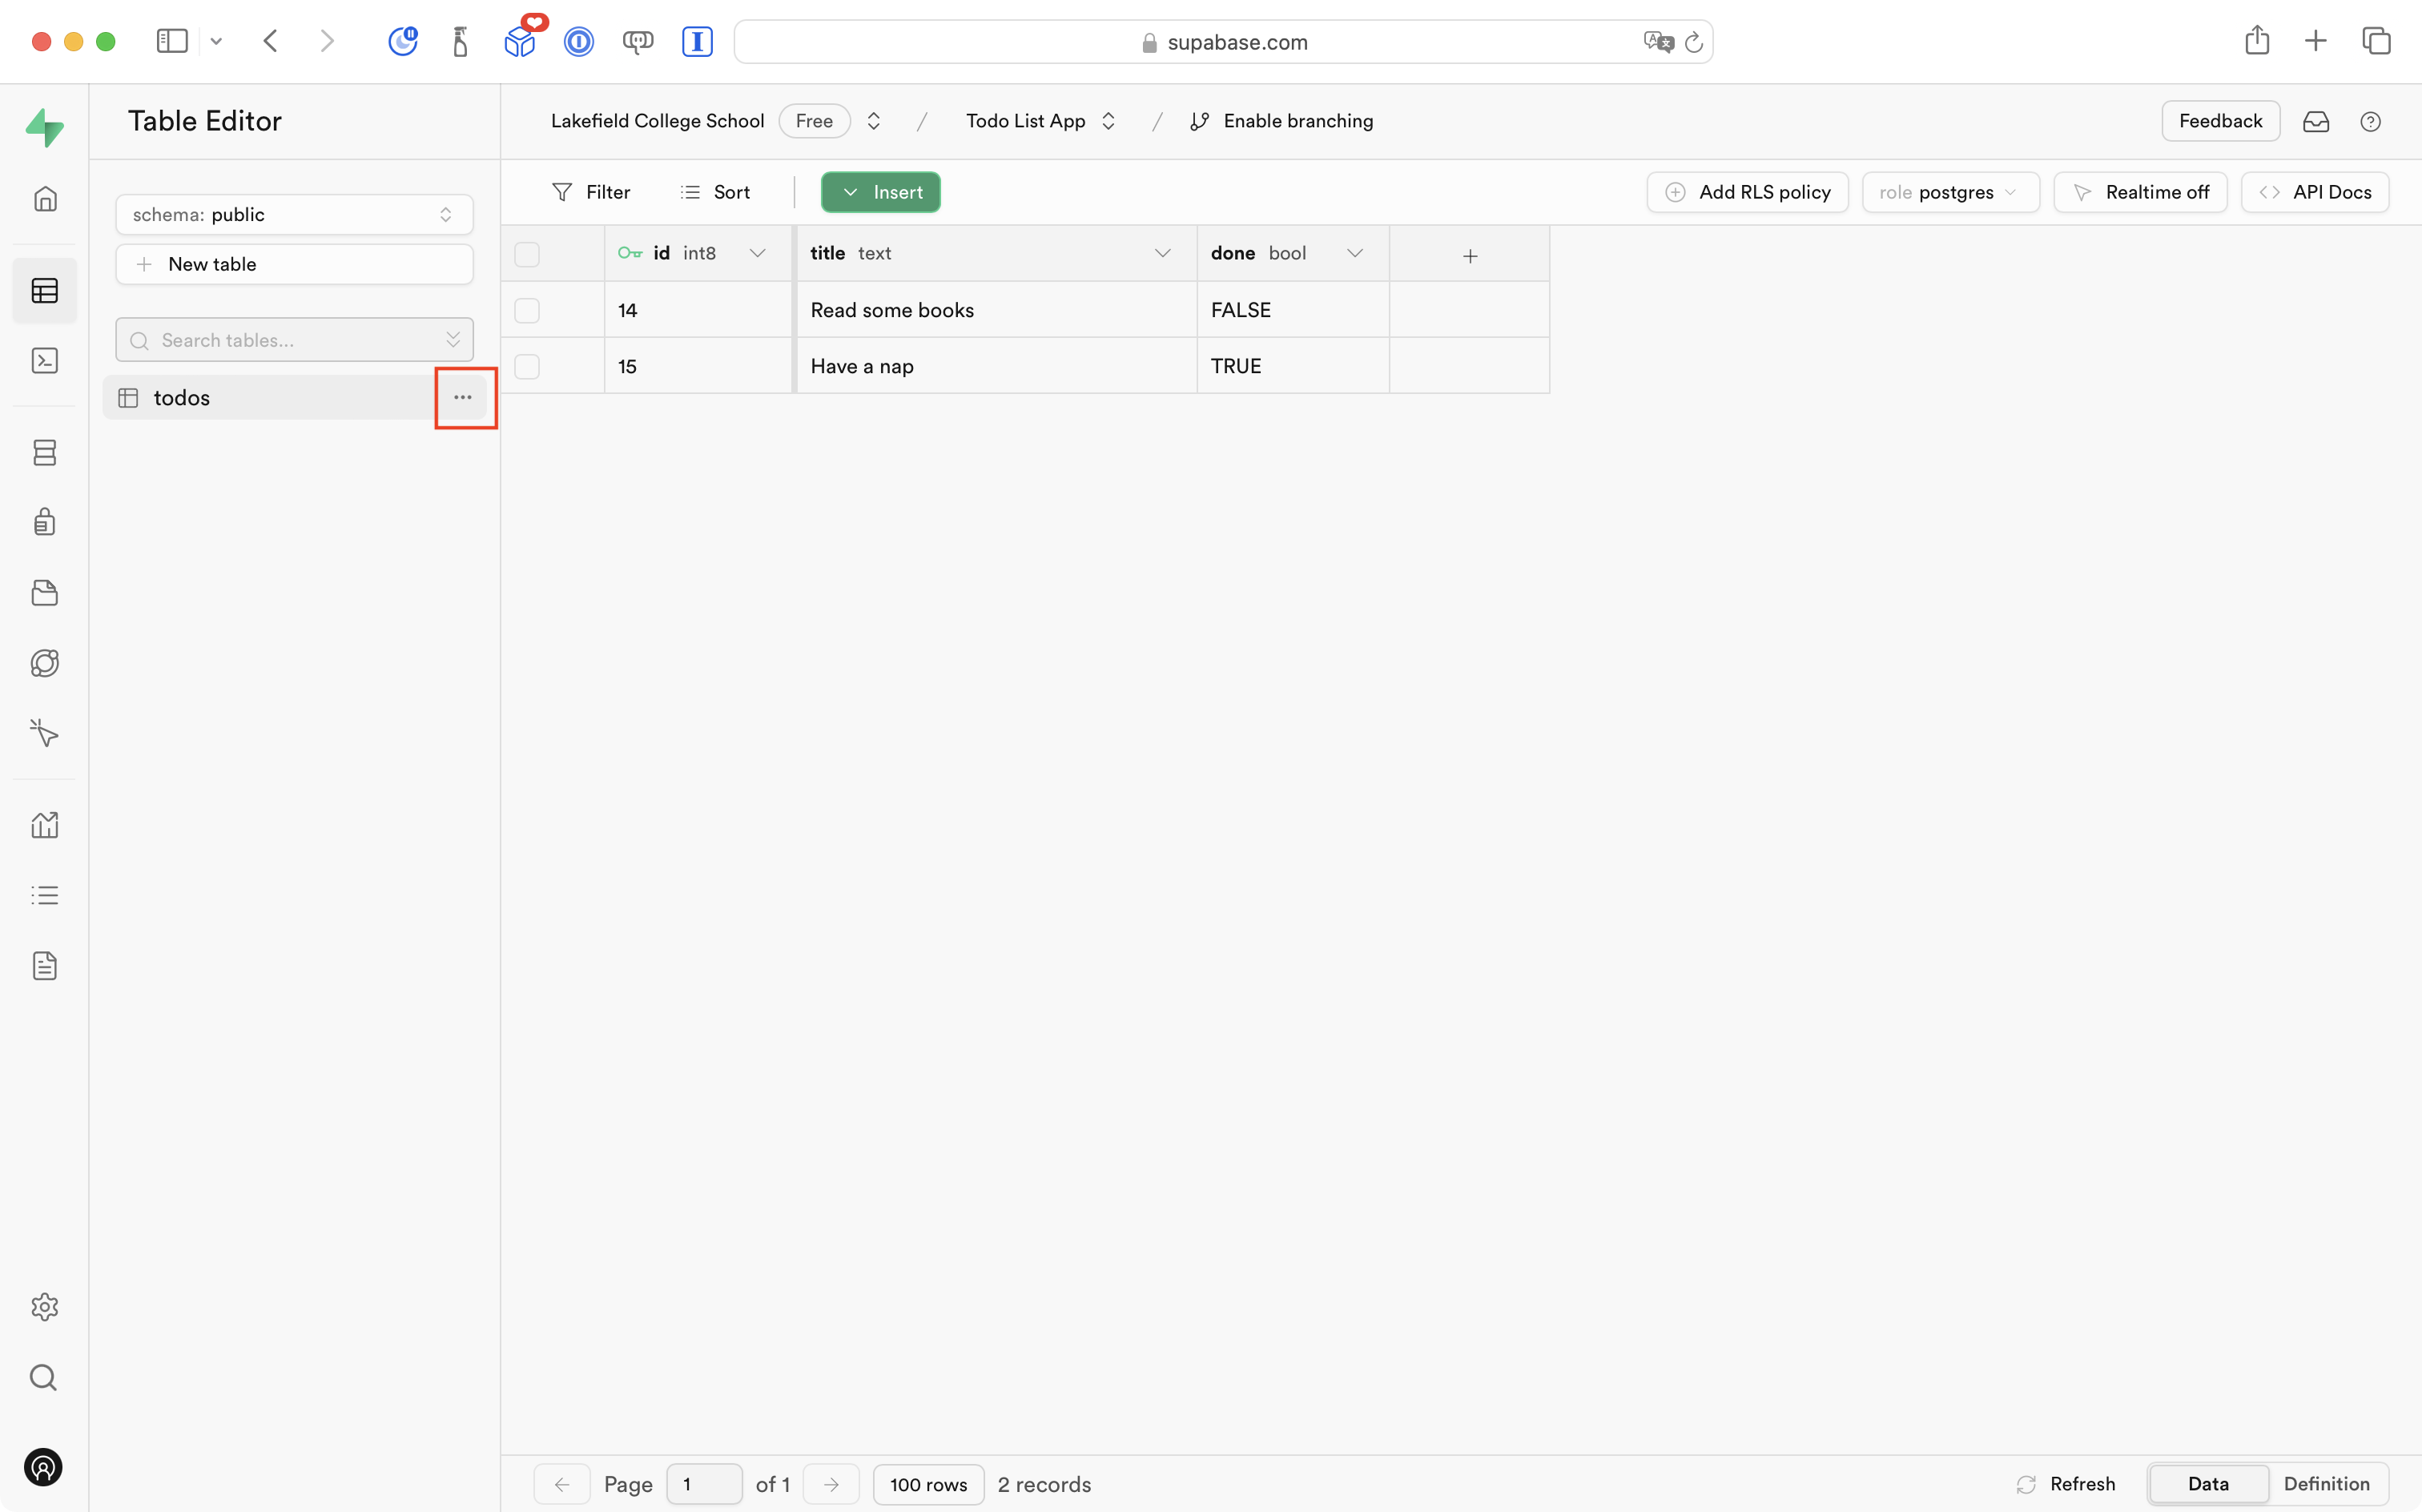 supabase.com
Table Editor
Lakefield College School Free / Todo List App / Enable branching
Feedback
schema: public
New table
Search tables...
todos
Filter Sort Insert
Add RLS policy role postgres Realtime off API Docs
id int8 title text done bool
14 Read some books FALSE
15 Have a nap TRUE
Page 1 of 1 100 rows 2 records
Refresh Data Definition